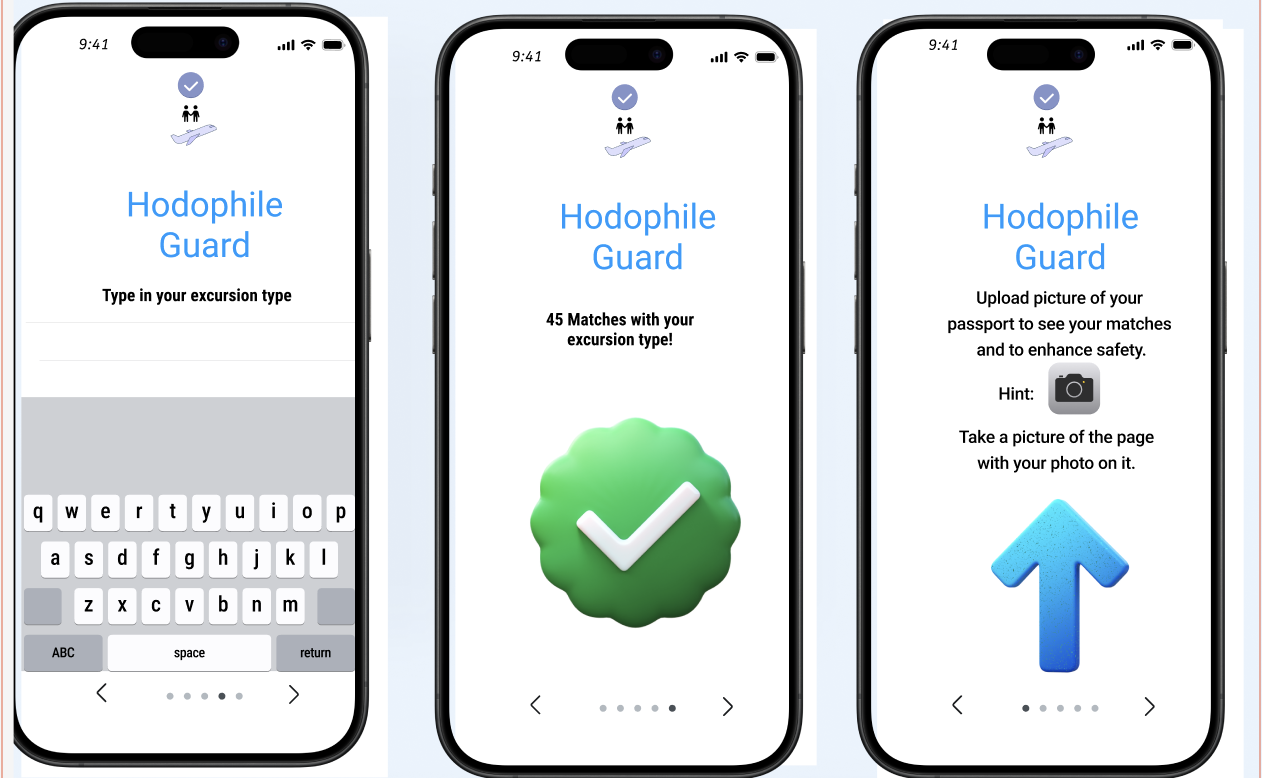 9:41
Hodophile
Guard
Type in your excursion type
q w e r t y u i o p
a s d f g h j k l
z x c v b n m
ABC space return
9:41
Hodophile
Guard
45 Matches with your
excursion type!
9:41
Hodophile
Guard
Upload picture of your
passport to see your matches
and to enhance safety.
Hint:
Take a picture of the page
with your photo on it.